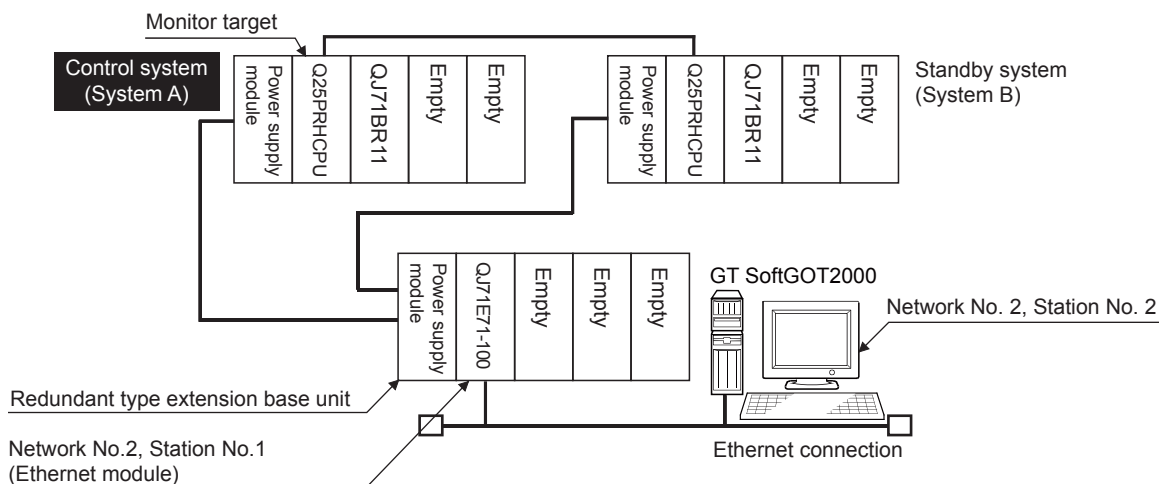 Monitor target
Control system
(System A)
Power supply
module
Q25PRHCPU
QJ71BR11
Empty
Empty
Power supply
module
Q25PRHCPU
QJ71BR11
Empty
Empty
Standby system
(System B)
Power supply
module
QJ71E71-100
Empty
Empty
Empty
GT SoftGOT2000
Network No. 2, Station No. 2
Redundant type extension base unit
Network No.2, Station No.1
(Ethernet module)
Ethernet connection